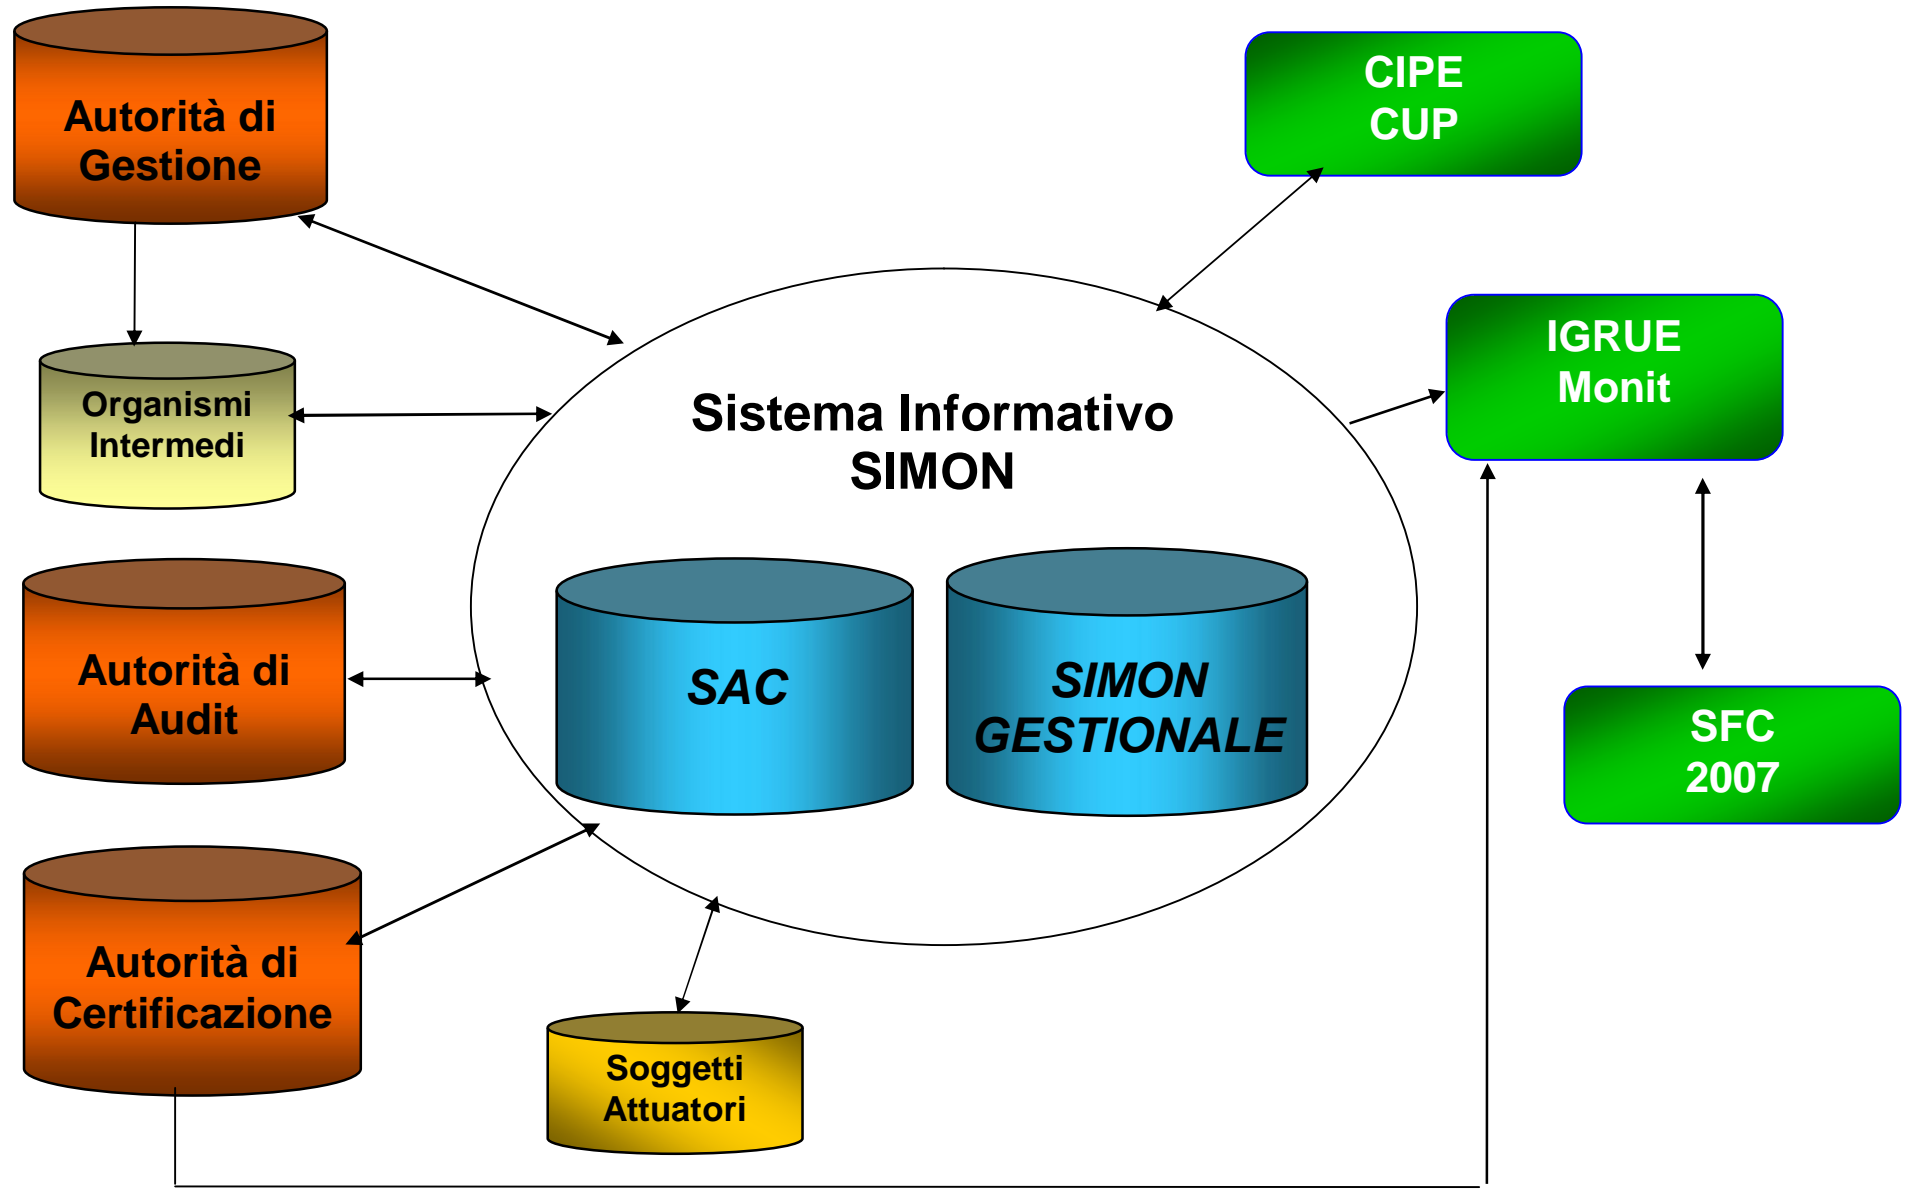 Autorità di
Gestione
CIPE
CUP
Organismi
Intermedi
Sistema Informativo
SIMON
IGRUE
Monit
Autorità di
Audit
SAC
SIMON
GESTIONALE
SFC
2007
Autorità di
Certificazione
Soggetti
Attuatori